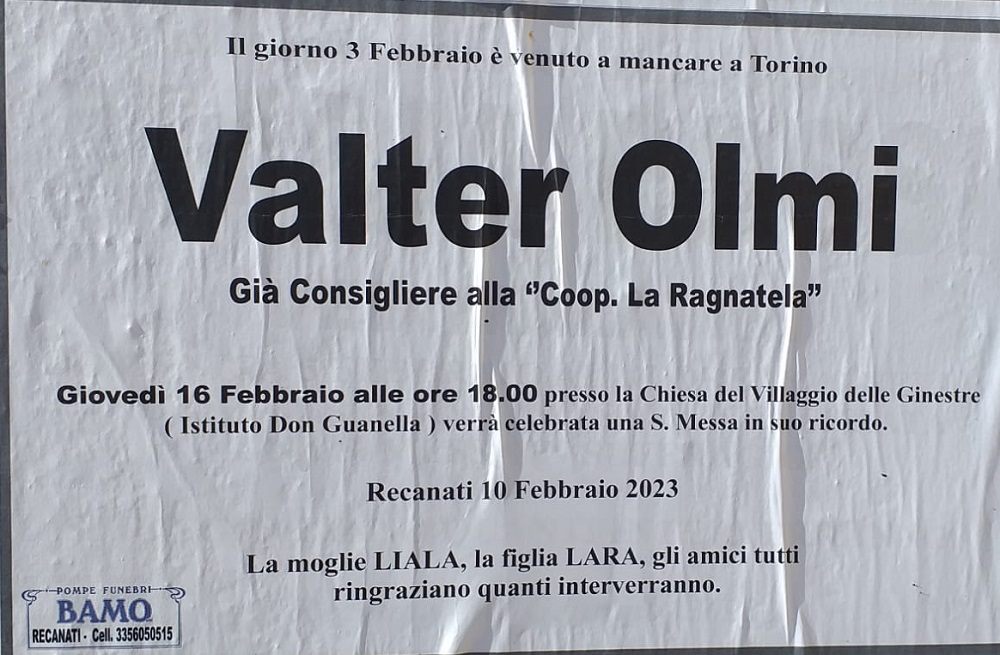 Il giorno 3 Febbraio è venuto a mancare a Torino
Valter Olmi
Già Consigliere alla ‘’Coop. La Ragnatela”
Giovedì 16 Febbraio alle ore 18.00 presso la Chiesa del Villaggio delle Ginestre
( Istituto Don Guanella ) verrà celebrata una S. Messa in suo ricordo.
Recanati 10 Febbraio 2023
La moglie LIALA, la figlia LARA, gli amici tutti
ringraziano quanti interverranno.
POMPE FUNEBRI
BAMO
RECANATI - Cell. 3356050515